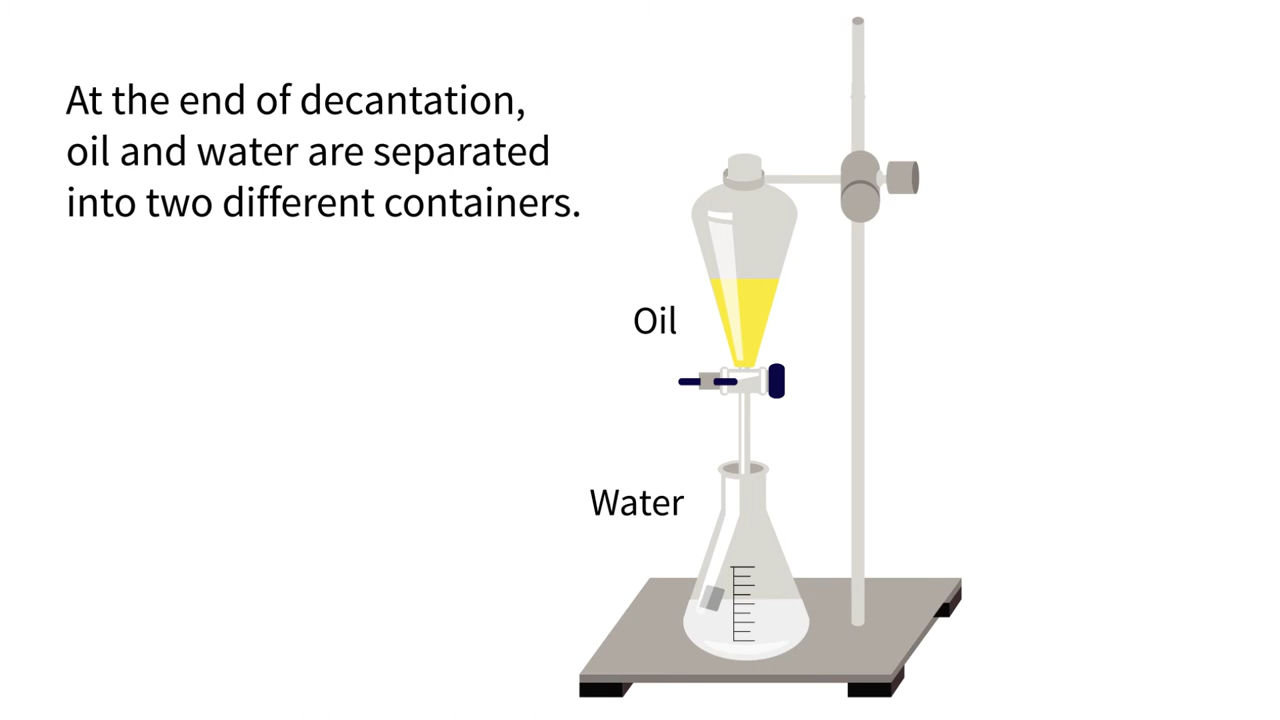 At the end of decantation,
oil and water are separated
into two different containers.
Oil
Water